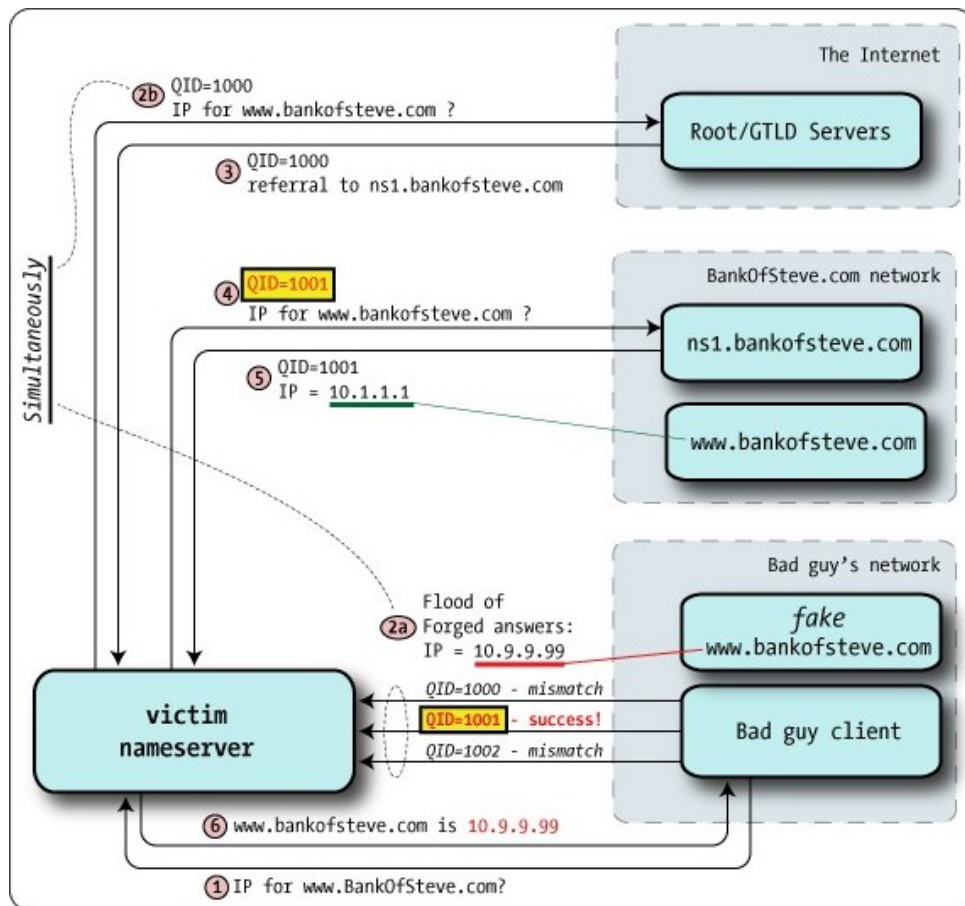 The Internet
2b
QID=1000
IP for www.bankofsteve.com ?
Root/GTLD Servers
3
QID=1000
referral to ns1.bankofsteve.com
Simultaneously
BankOfSteve.com network
4
QID=1001
IP for www.bankofsteve.com ?
ns1.bankofsteve.com
5
QID=1001
IP = 10.1.1.1
www.bankofsteve.com
Bad guy's network
2a
Flood of
Forged answers:
IP = 10.9.9.99
fake
www.bankofsteve.com
victim
nameserver
QID=1000 - mismatch
QID=1001 - success!
QID=1002 - mismatch
Bad guy client
6 www.bankofsteve.com is 10.9.9.99
1 IP for www.BankOfSteve.com?